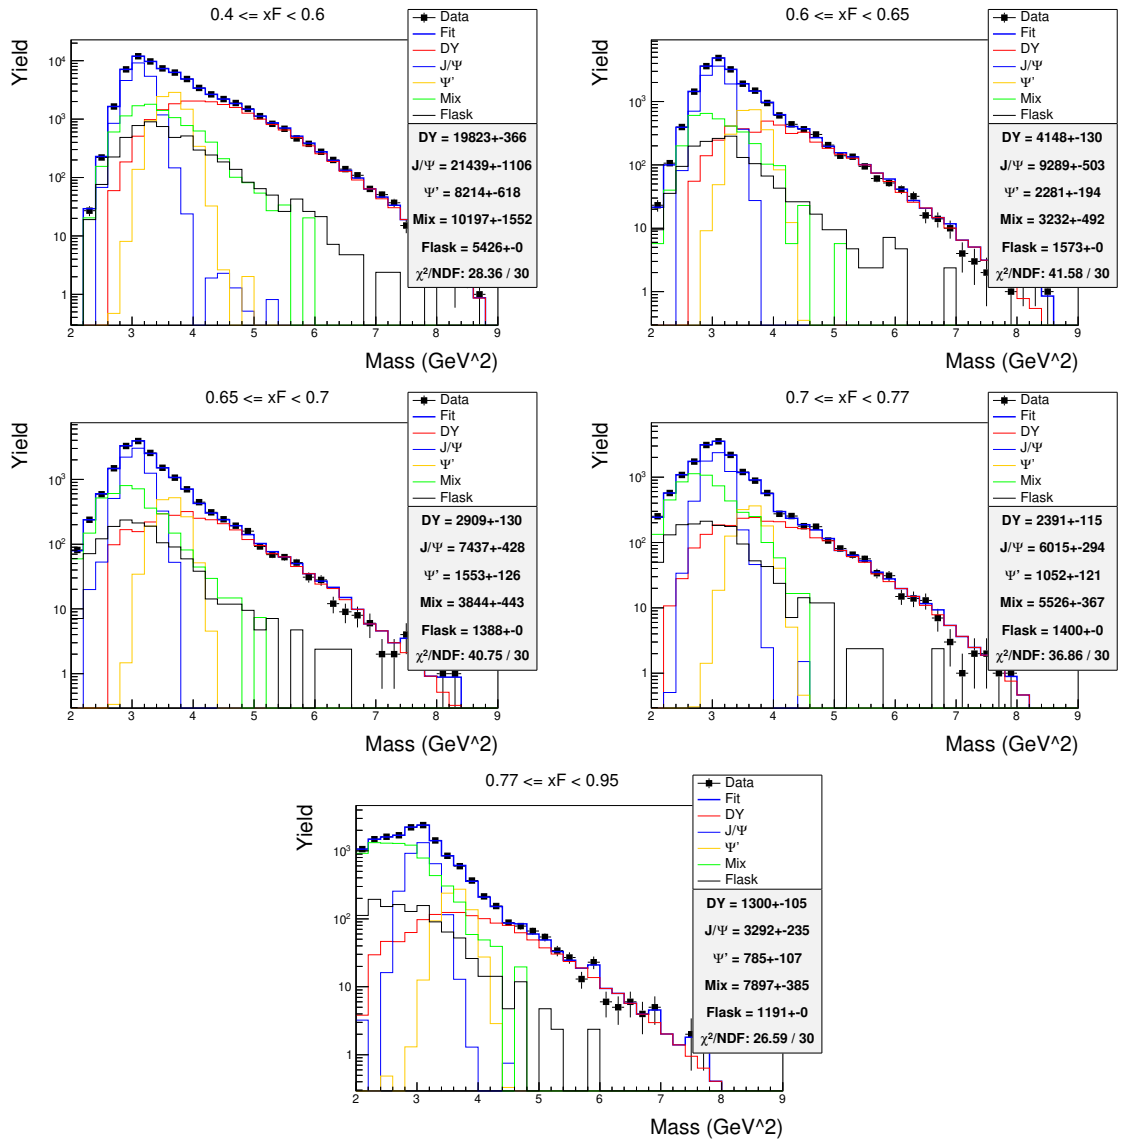 0.4 <= xF < 0.6
Yield
10⁴
10³
10²
10
1
2 3 4 5 6 7 8 9
Mass (GeV^2)
Data
Fit
DY
J/Ψ
Ψ'
Mix
Flask
DY = 19823+-366
J/Ψ = 21439+-1106
Ψ' = 8214+-618
Mix = 10197+-1552
Flask = 5426+-0
χ²/NDF: 28.36 / 30
0.6 <= xF < 0.65
Yield
10³
10²
10
1
2 3 4 5 6 7 8 9
Mass (GeV^2)
Data
Fit
DY
J/Ψ
Ψ'
Mix
Flask
DY = 4148+-130
J/Ψ = 9289+-503
Ψ' = 2281+-194
Mix = 3232+-492
Flask = 1573+-0
χ²/NDF: 41.58 / 30
0.65 <= xF < 0.7
Yield
10³
10²
10
1
2 3 4 5 6 7 8 9
Mass (GeV^2)
Data
Fit
DY
J/Ψ
Ψ'
Mix
Flask
DY = 2909+-130
J/Ψ = 7437+-428
Ψ' = 1553+-126
Mix = 3844+-443
Flask = 1388+-0
χ²/NDF: 40.75 / 30
0.7 <= xF < 0.77
Yield
10³
10²
10
1
2 3 4 5 6 7 8 9
Mass (GeV^2)
Data
Fit
DY
J/Ψ
Ψ'
Mix
Flask
DY = 2391+-115
J/Ψ = 6015+-294
Ψ' = 1052+-121
Mix = 5526+-367
Flask = 1400+-0
χ²/NDF: 36.86 / 30
0.77 <= xF < 0.95
Yield
10³
10²
10
1
2 3 4 5 6 7 8 9
Mass (GeV^2)
Data
Fit
DY
J/Ψ
Ψ'
Mix
Flask
DY = 1300+-105
J/Ψ = 3292+-235
Ψ' = 785+-107
Mix = 7897+-385
Flask = 1191+-0
χ²/NDF: 26.59 / 30